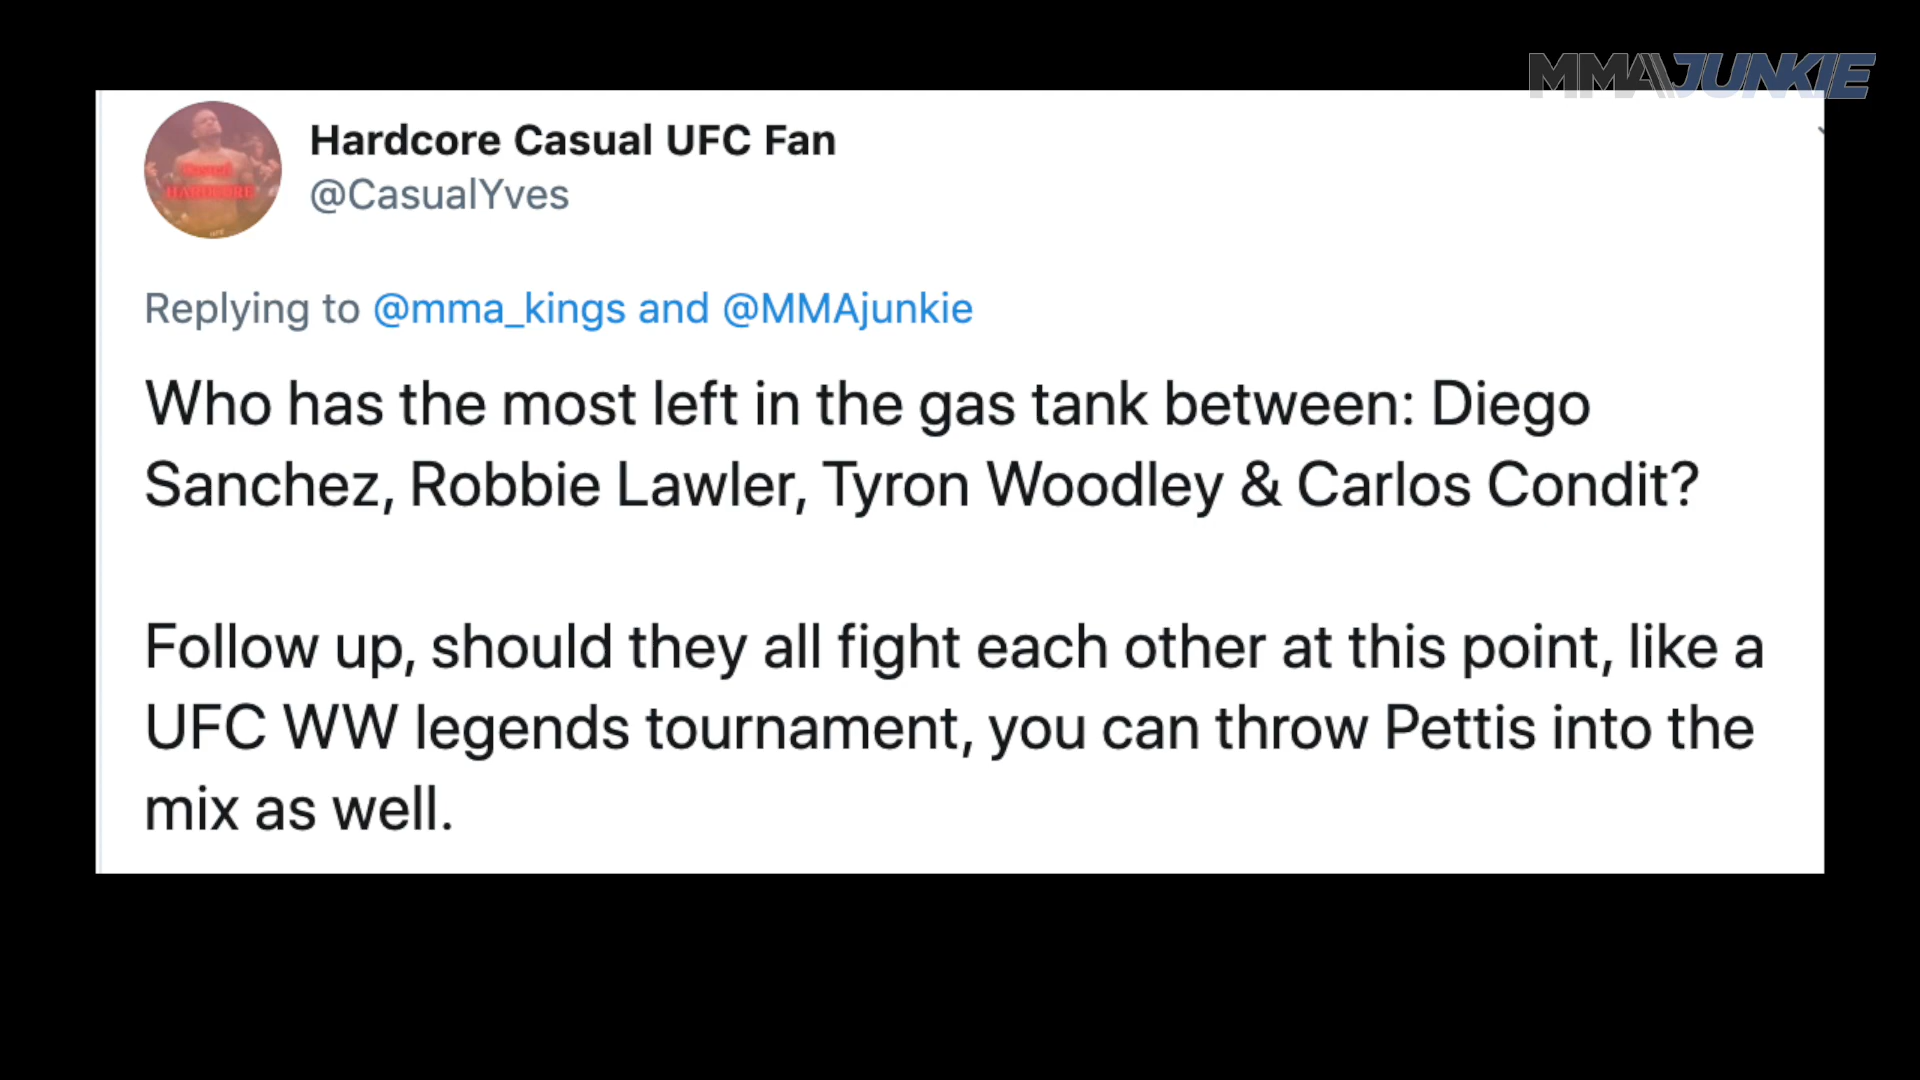 MMAJUNKIE
Hardcore Casual UFC Fan
@CasualYves
Replying to @mma_kings and @MMAjunkie
Who has the most left in the gas tank between: Diego
Sanchez, Robbie Lawler, Tyron Woodley & Carlos Condit?
Follow up, should they all fight each other at this point, like a
UFC WW legends tournament, you can throw Pettis into the
mix as well.